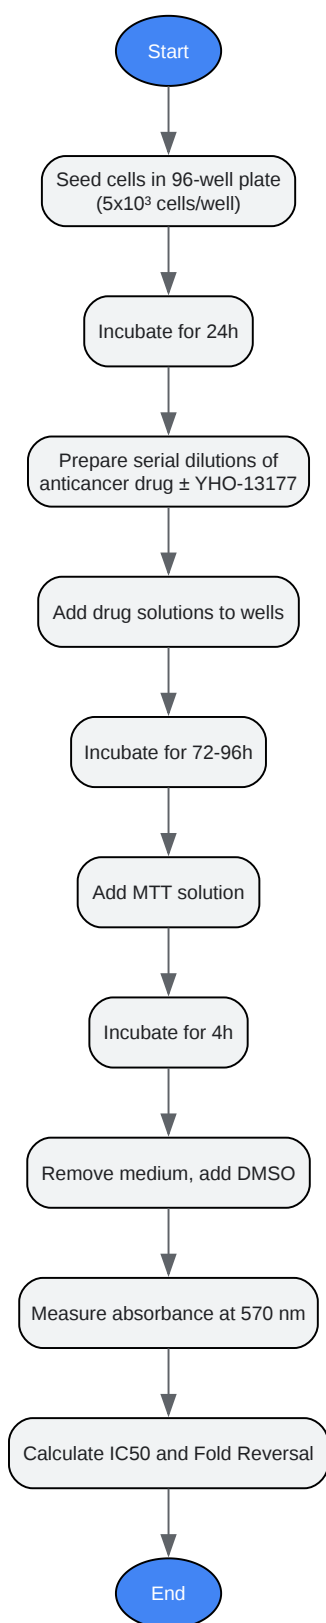 Start
Seed cells in 96-well plate
(5x10³ cells/well)
Incubate for 24h
Prepare serial dilutions of
anticancer drug ± YHO-13177
Add drug solutions to wells
Incubate for 72-96h
Add MTT solution
Incubate for 4h
Remove medium, add DMSO
Measure absorbance at 570 nm
Calculate IC50 and Fold Reversal
End